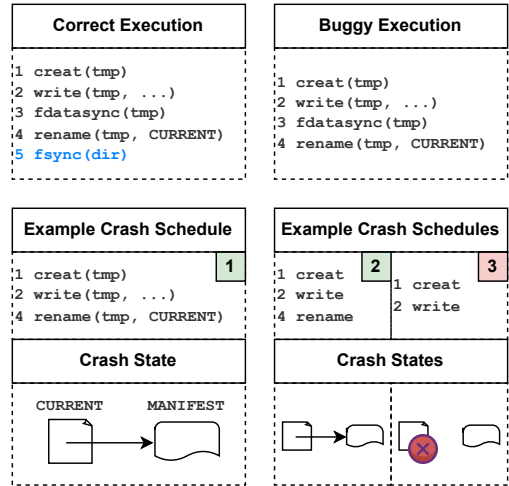 Correct Execution
1 creat(tmp)
2 write(tmp, ...)
3 fdatasync(tmp)
4 rename(tmp, CURRENT)
5 fsync(dir)
Buggy Execution
1 creat(tmp)
2 write(tmp, ...)
3 fdatasync(tmp)
4 rename(tmp, CURRENT)
Example Crash Schedule
1
1 creat(tmp)
2 write(tmp, ...)
4 rename(tmp, CURRENT)
Crash State
CURRENT MANIFEST
Example Crash Schedules
2
1 creat
2 write
4 rename
3
1 creat
2 write
Crash States